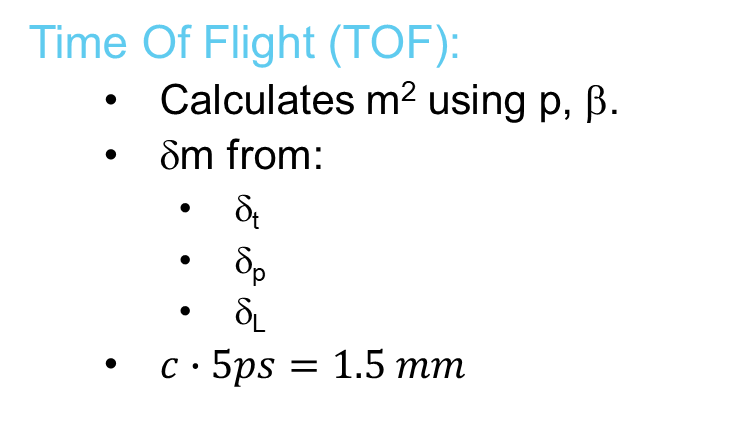 Time Of Flight (TOF):
• Calculates m² using p, β.
• δm from:
• δt
• δp
• δL
• c · 5ps = 1.5 mm